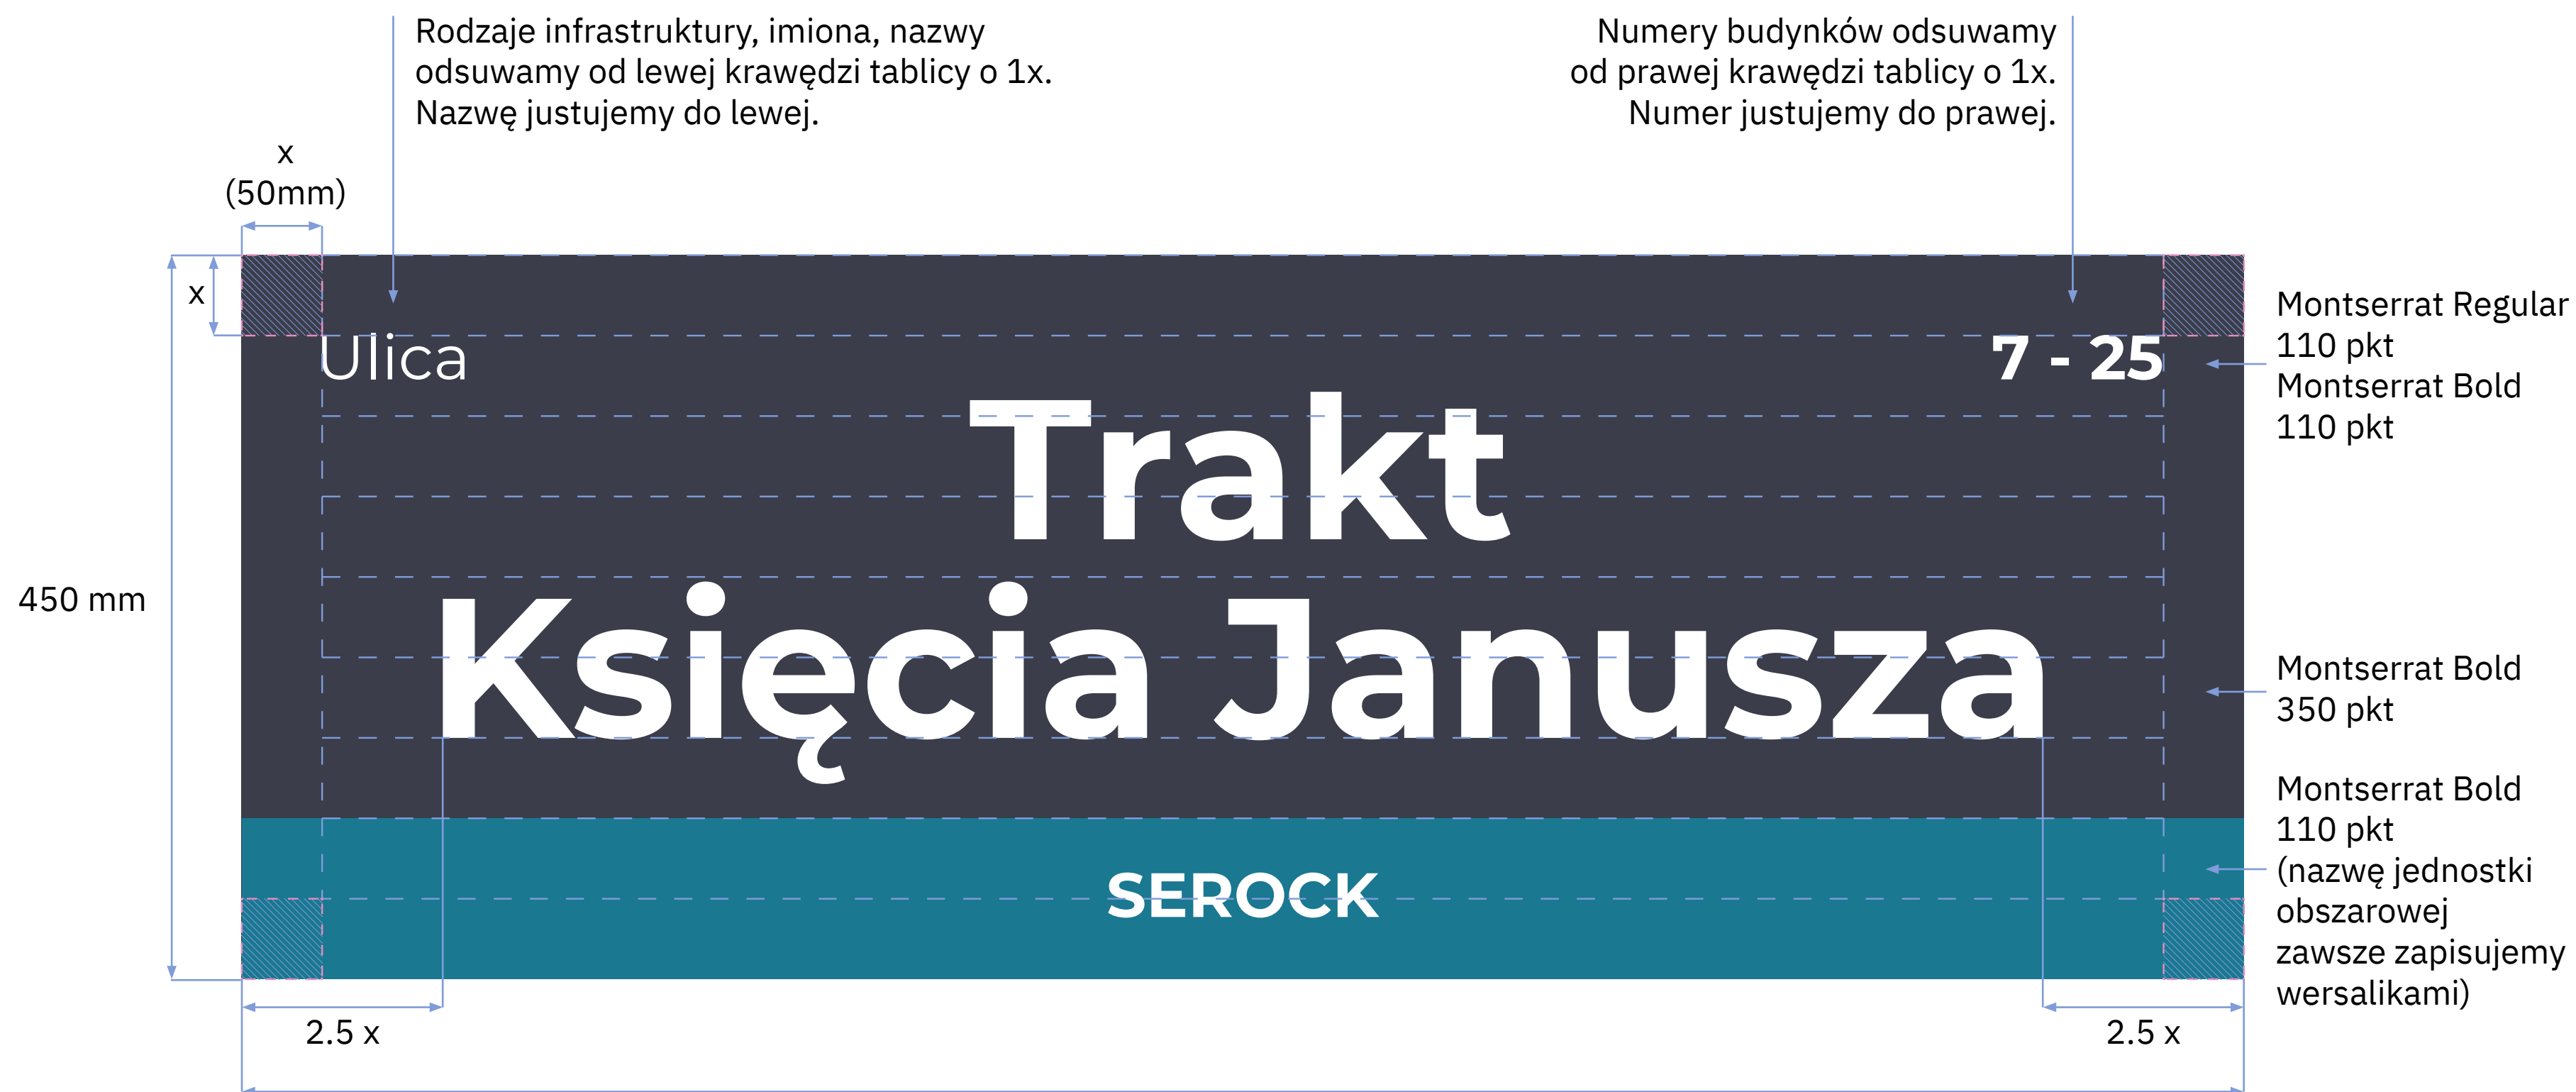 Rodzaje infrastruktury, imiona, nazwy
odsuwamy od lewej krawędzi tablicy o 1x.
Nazwę justujemy do lewej.
Numery budynków odsuwamy
od prawej krawędzi tablicy o 1x.
Numer justujemy do prawej.
x
(50mm)
x
450 mm
Ulica
7 - 25
Trakt
Księcia Janusza
SEROCK
Montserrat Regular
110 pkt
Montserrat Bold
110 pkt
Montserrat Bold
350 pkt
Montserrat Bold
110 pkt
(nazwę jednostki
obszarowej
zawsze zapisujemy
wersalikami)
2.5 x
2.5 x